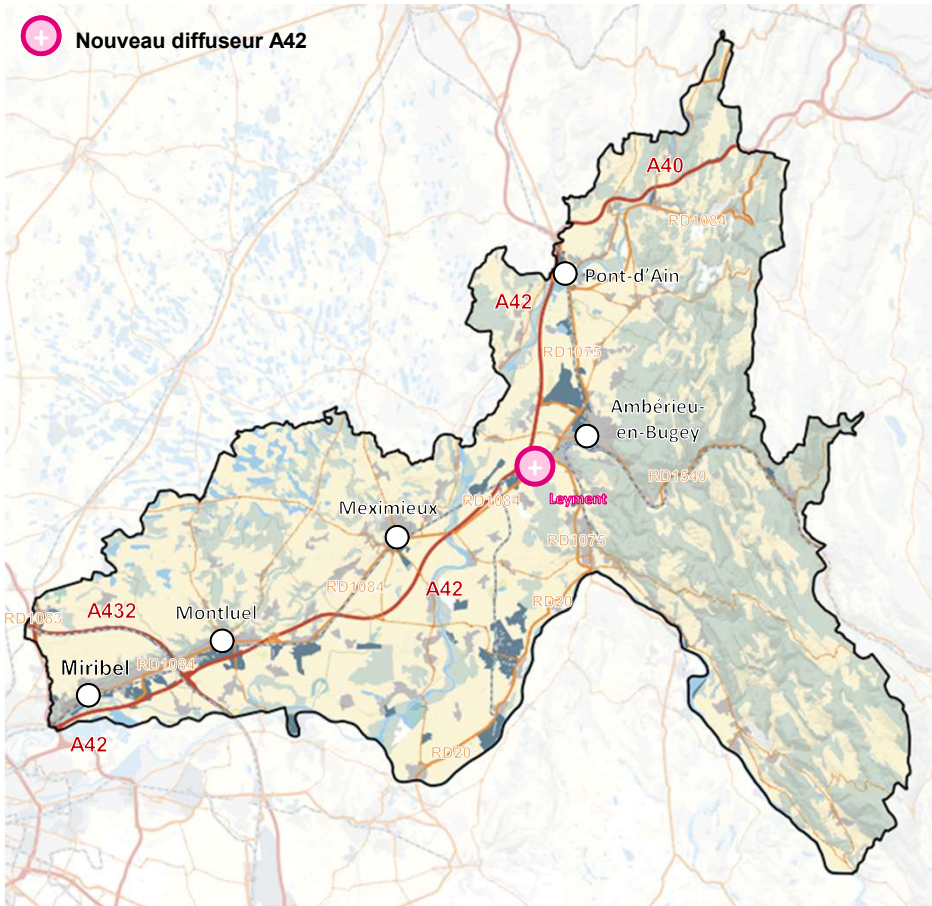 Nouveau diffuseur A42
A40
RD1084
Pont-d'Ain
A42
RD1075
Ambérieu-
en-Bugey
RD1540
Leyment
RD1084
Meximieux
RD1075
RD1084
A42
RD20
A432
Montluel
RD1083
RD1084
Miribel
A42
RD20